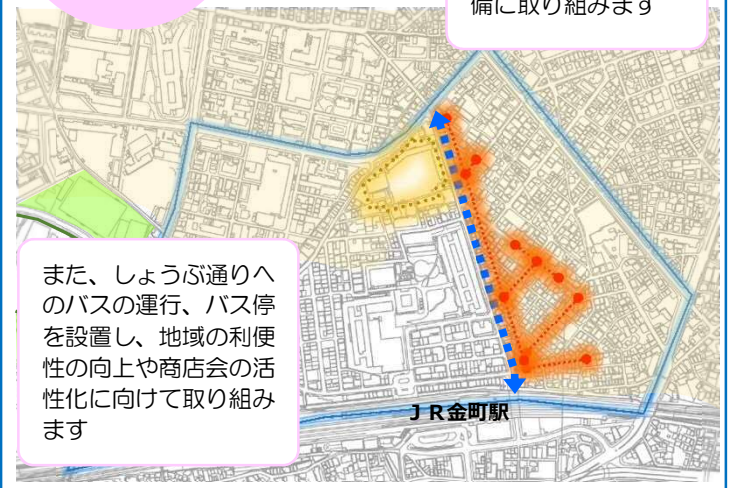 備に取り組みます
また、しょうぶ通りへ
のバスの運行、バス停
を設置し、地域の利便
性の向上や商店会の活
性化に向けて取り組み
ます
ＪＲ金町駅